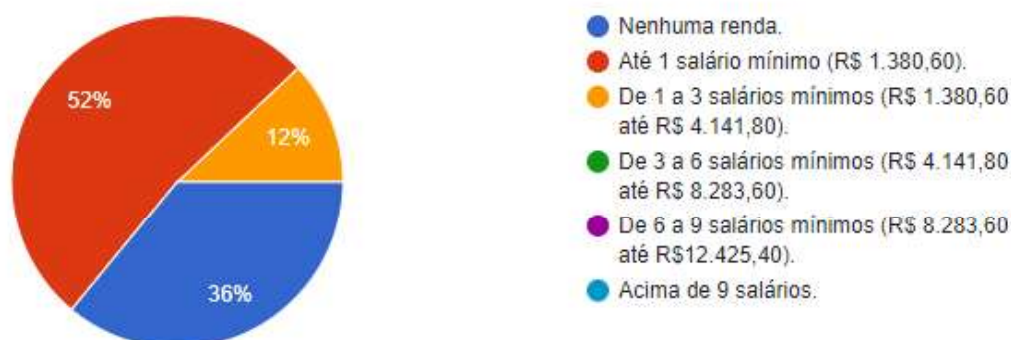 52%
12%
36%
Nenhuma renda.
Até 1 salário mínimo (R$ 1.380,60).
De 1 a 3 salários mínimos (R$ 1.380,60
até R$ 4.141,80).
De 3 a 6 salários mínimos (R$ 4.141,80
até R$ 8.283,60).
De 6 a 9 salários mínimos (R$ 8.283,60
até R$12.425,40).
Acima de 9 salários.